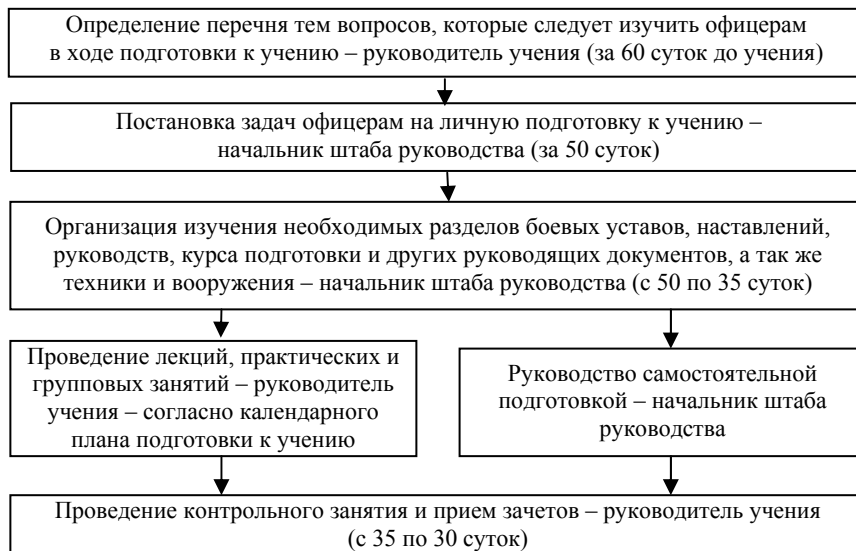 Определение перечня тем вопросов, которые следует изучить офицерам
в ходе подготовки к учению – руководитель учения (за 60 суток до учения)
Постановка задач офицерам на личную подготовку к учению –
начальник штаба руководства (за 50 суток)
Организация изучения необходимых разделов боевых уставов, наставлений,
руководств, курса подготовки и других руководящих документов, а так же
техники и вооружения – начальник штаба руководства (с 50 по 35 суток)
Проведение лекций, практических и
групповых занятий – руководитель
учения – согласно календарного
плана подготовки к учению
Руководство самостоятельной
подготовкой – начальник штаба
руководства
Проведение контрольного занятия и прием зачетов – руководитель учения
(с 35 по 30 суток)